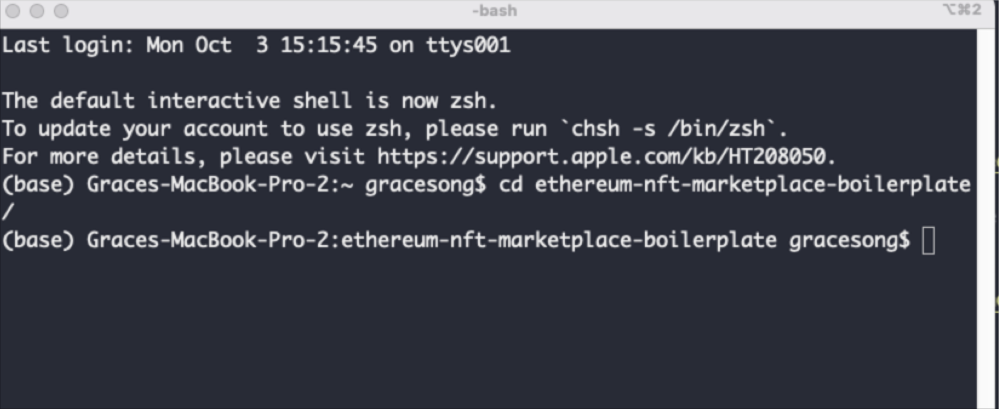 -bash
⌥⌘2
Last login: Mon Oct  3 15:15:45 on ttys001
The default interactive shell is now zsh.
To update your account to use zsh, please run `chsh -s /bin/zsh`.
For more details, please visit https://support.apple.com/kb/HT208050.
(base) Graces-MacBook-Pro-2:~ gracesong$ cd ethereum-nft-marketplace-boilerplate
/
(base) Graces-MacBook-Pro-2:ethereum-nft-marketplace-boilerplate gracesong$